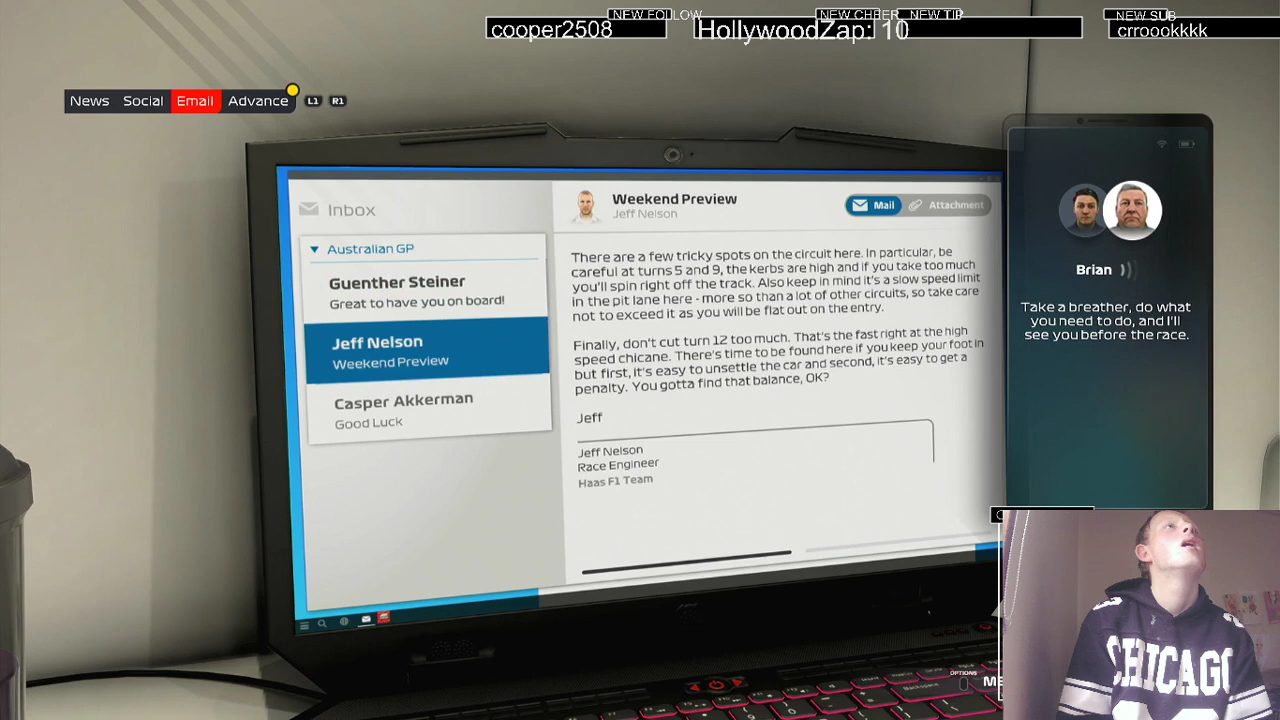 NEW FOLLOW
cooper2508
NEW CHEER
HollywoodZap: 10
NEW TIP
NEW SUB
crroookkkk
News Social Email Advance L1 R1
Inbox
Australian GP
Guenther Steiner
Great to have you on board!
Jeff Nelson
Weekend Preview
Casper Akkerman
Good Luck
Weekend Preview
Jeff Nelson
Mail Attachment
There are a few tricky spots on the circuit here. In particular, be
careful at turns 5 and 9, the kerbs are high and if you take too much
you'll spin right off the track. Also keep in mind it's a slow speed limit
in the pit lane here - more so than a lot of other circuits, so take care
not to exceed it as you will be flat out on the entry.
Finally, don't cut turn 12 too much. That's the fast right at the high
speed chicane. There's time to be found here if you keep your foot in
but first, it's easy to unsettle the car and second, it's easy to get a
penalty. You gotta find that balance, OK?
Jeff
Jeff Nelson
Race Engineer
Haas F1 Team
Brian
Take a breather, do what
you need to do, and I'll
see you before the race.
OPTIONS
Backspace
CHICAGO